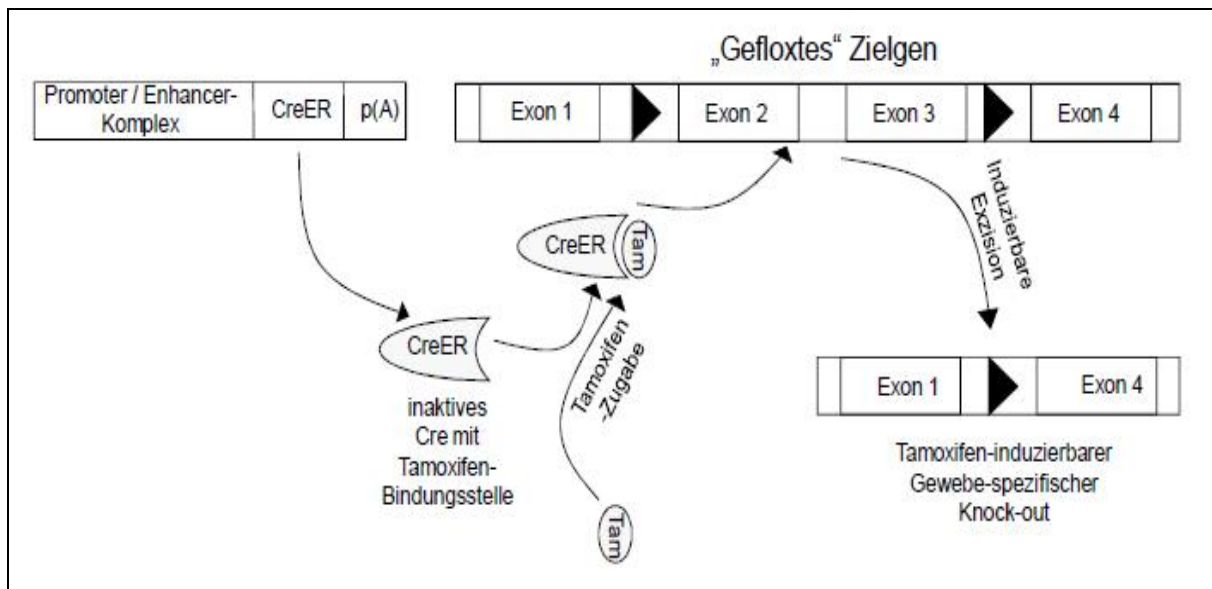 „Gefloxtes“ Zielgen
Promoter / Enhancer-
Komplex
CreER
p(A)
Exon 1
Exon 2
Exon 3
Exon 4
Induzierbare
Exzision
CreER
Tam
CreER
Tamoxifen
-Zugabe
inaktives
Cre mit
Tamoxifen-
Bindungsstelle
Tam
Exon 1
Exon 4
Tamoxifen-induzierbarer
Gewebe-spezifischer
Knock-out